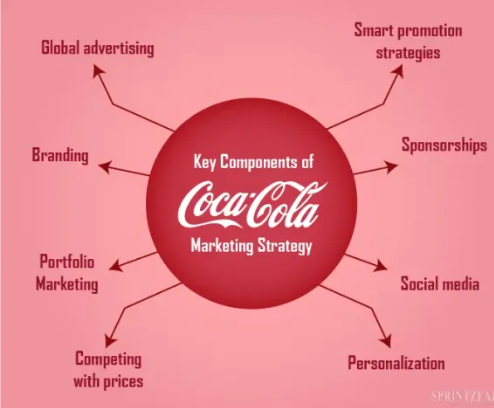 Smart promotion
strategies
Global advertising
Sponsorships
Branding
Key Components of
Coca-Cola
Marketing Strategy
Portfolio
Marketing
Social media
Competing
with prices
Personalization